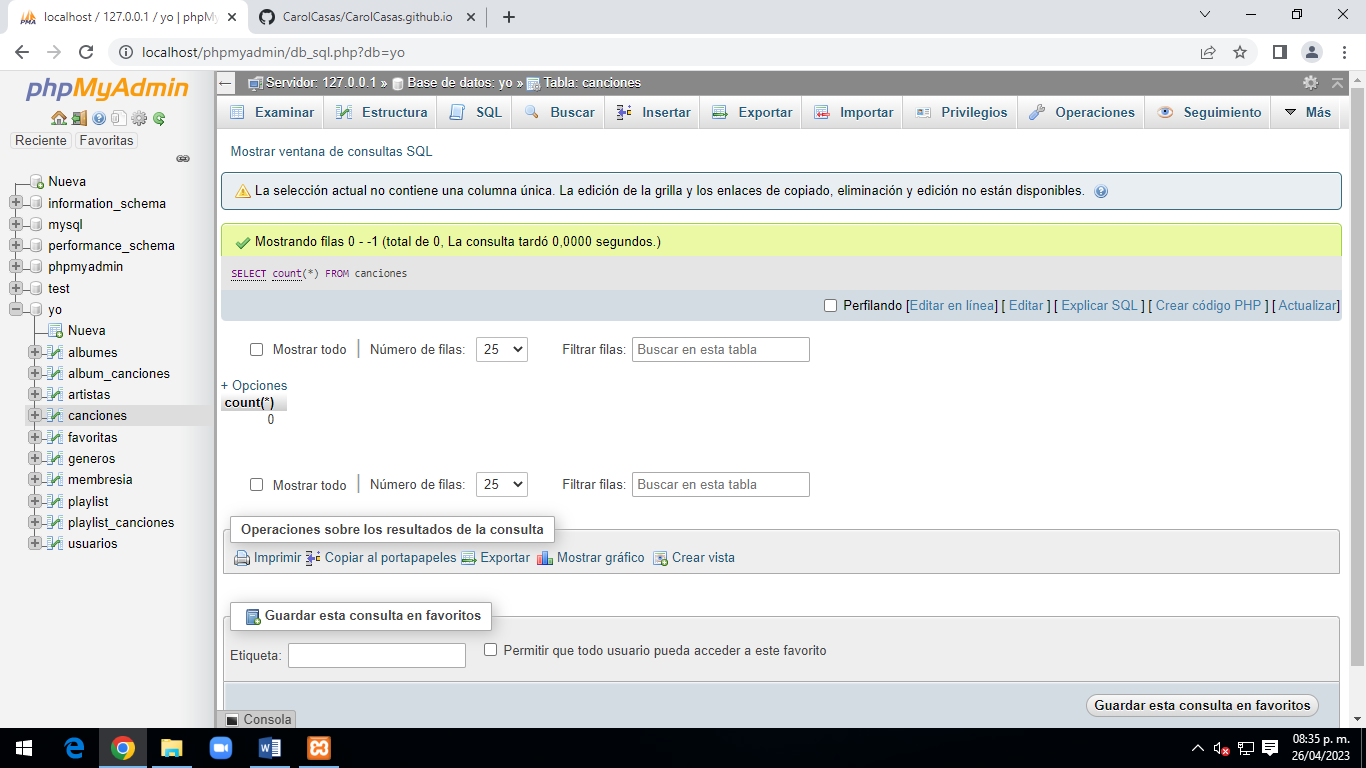 localhost / 127.0.0.1 / yo | phpMy
CarolCasas/CarolCasas.github.io
localhost/phpmyadmin/db_sql.php?db=yo
phpMyAdmin
Reciente
Favoritas
Nueva
information_schema
mysql
performance_schema
phpmyadmin
test
yo
Nueva
albumes
album_canciones
artistas
canciones
favoritas
generos
membresia
playlist
playlist_canciones
usuarios
Servidor: 127.0.0.1 » Base de datos: yo » Tabla: canciones
Examinar Estructura SQL Buscar Insertar Exportar Importar Privilegios Operaciones Seguimiento Más
Mostrar ventana de consultas SQL
La selección actual no contiene una columna única. La edición de la grilla y los enlaces de copiado, eliminación y edición no están disponibles.
Mostrando filas 0 - -1 (total de 0, La consulta tardó 0,0000 segundos.)
SELECT count(*) FROM canciones
Perfilando [Editar en línea] [ Editar ] [ Explicar SQL ] [ Crear código PHP ] [ Actualizar]
Mostrar todo | Número de filas: 25 Filtrar filas: Buscar en esta tabla
+ Opciones
count(*)
0
Mostrar todo | Número de filas: 25 Filtrar filas: Buscar en esta tabla
Operaciones sobre los resultados de la consulta
Imprimir Copiar al portapapeles Exportar Mostrar gráfico Crear vista
Guardar esta consulta en favoritos
Etiqueta: Permitir que todo usuario pueda acceder a este favorito
Guardar esta consulta en favoritos
Consola
08:35 p. m.
26/04/2023